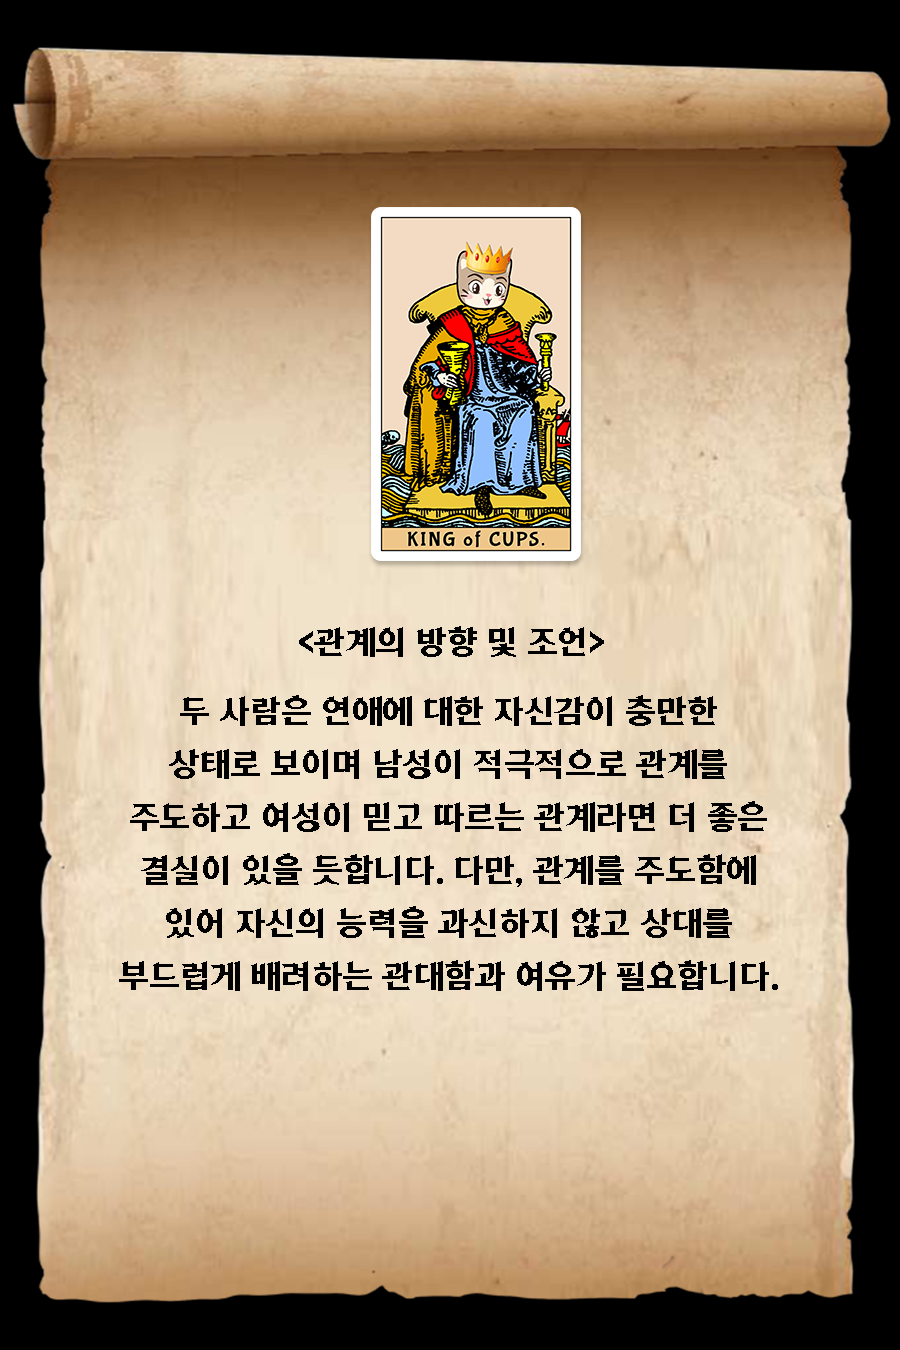 KING of CUPS.
<관계의 방향 및 조언>
두 사람은 연애에 대한 자신감이 충만한
상태로 보이며 남성이 적극적으로 관계를
주도하고 여성이 믿고 따르는 관계라면 더 좋은
결실이 있을 듯합니다. 다만, 관계를 주도함에
있어 자신의 능력을 과신하지 않고 상대를
부드럽게 배려하는 관대함과 여유가 필요합니다.